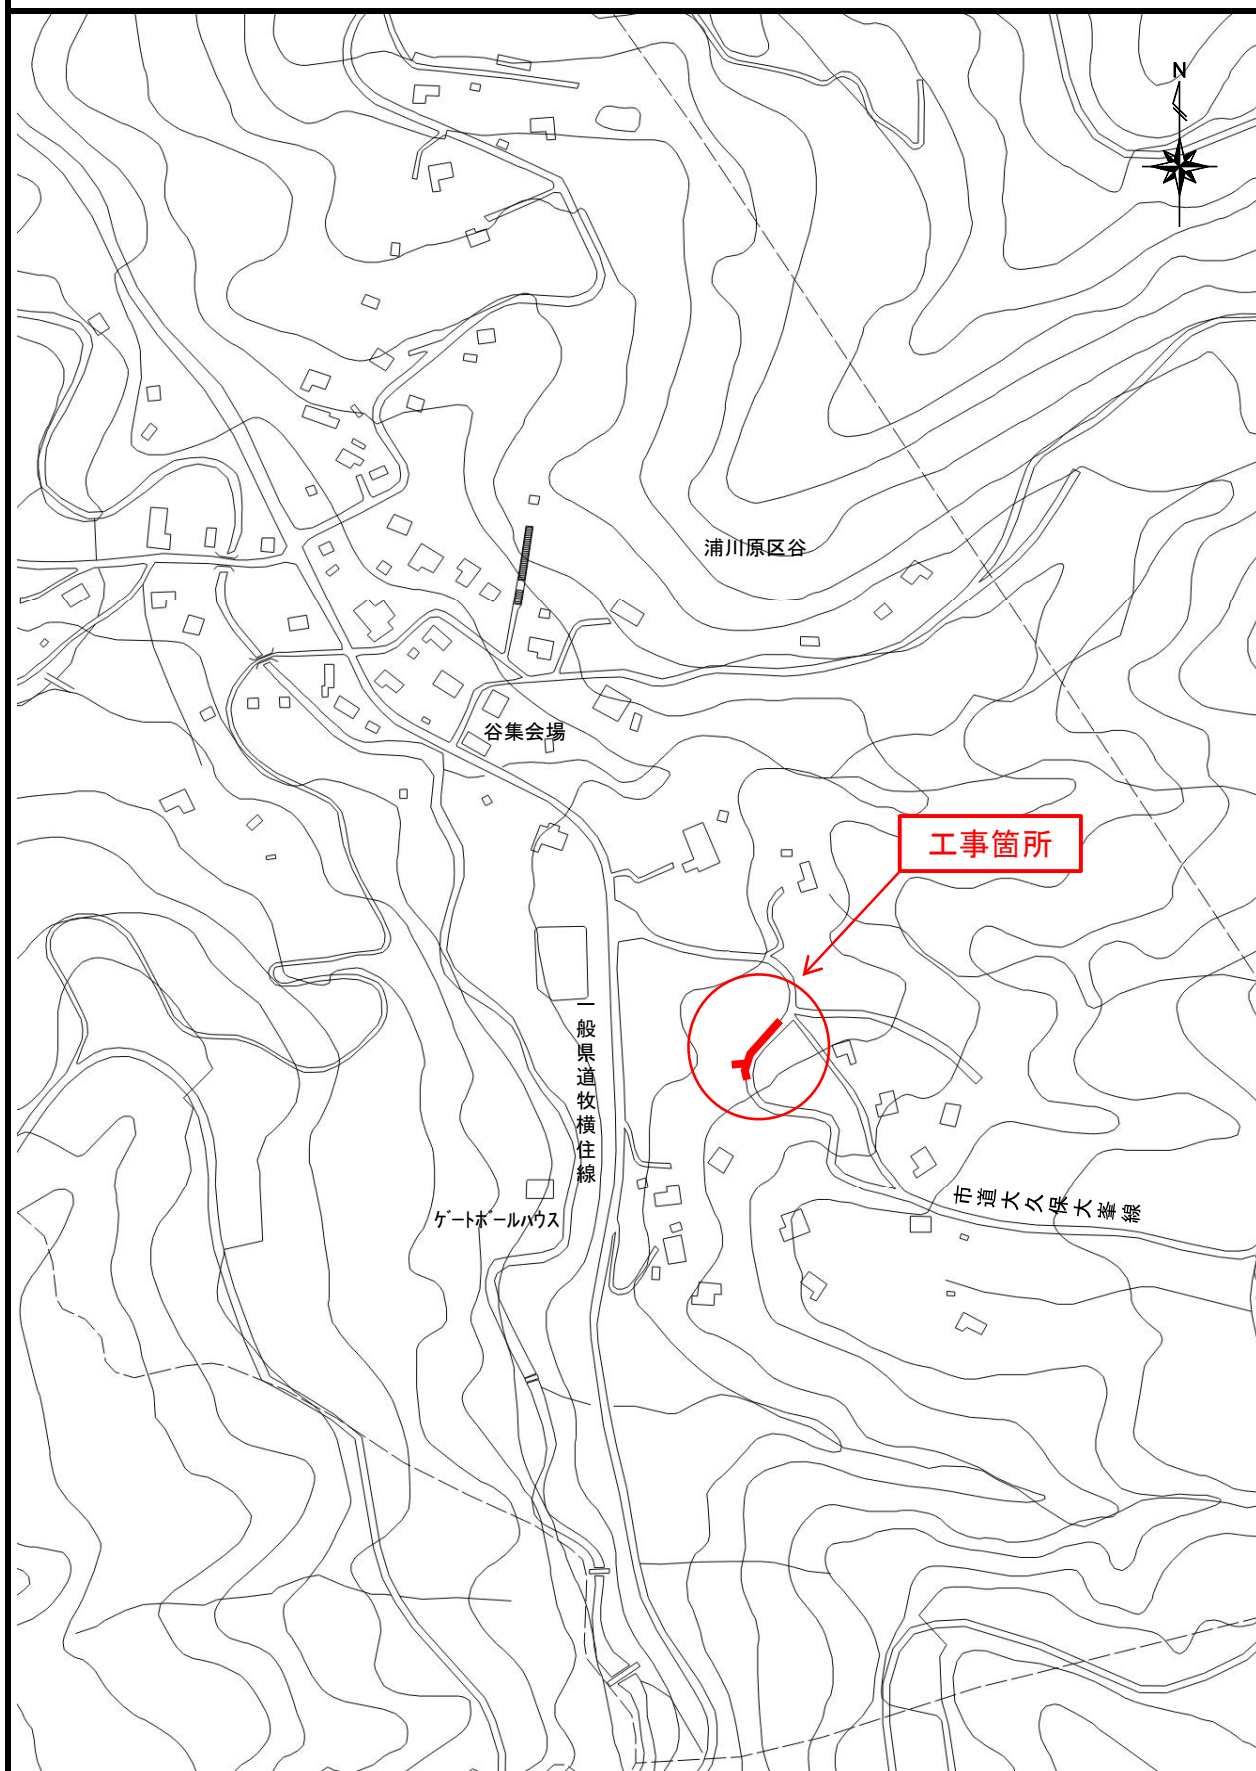 N
浦川原区谷
谷集会場
工事箇所
一般県道牧横住線
市道大久保大峯線
ゲートボールハウス